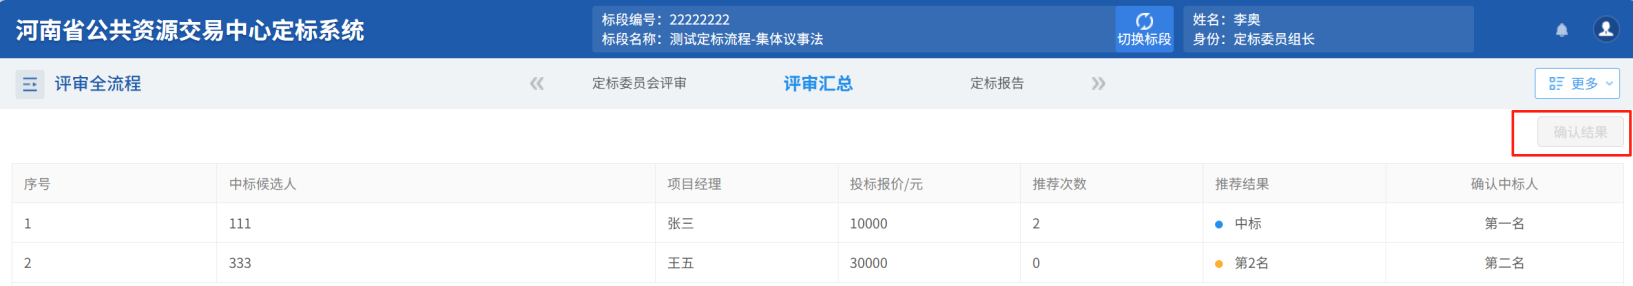 河南省公共资源交易中心定标系统
标段编号：22222222
标段名称：测试定标流程-集体议事法
切换标段
姓名：李奥
身份：定标委员组长
评审全流程
定标委员会评审
评审汇总
定标报告
更多
确认结果
序号 中标候选人 项目经理 投标报价/元 推荐次数 推荐结果 确认中标人
1 111 张三 10000 2 中标 第一名
2 333 王五 30000 0 第2名 第二名